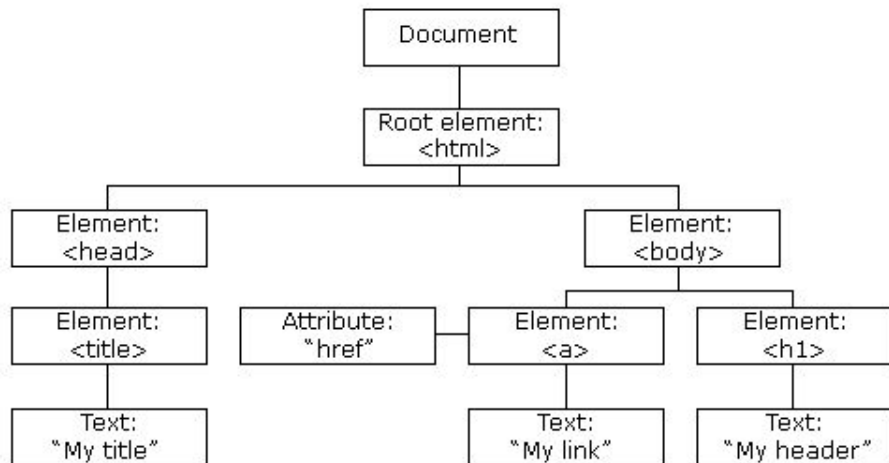 Document
Root element:
<html>
Element:
<head>
Element:
<body>
Element:
<title>
Attribute:
“href”
Element:
<a>
Element:
<h1>
Text:
“My title”
Text:
“My link”
Text:
“My header”